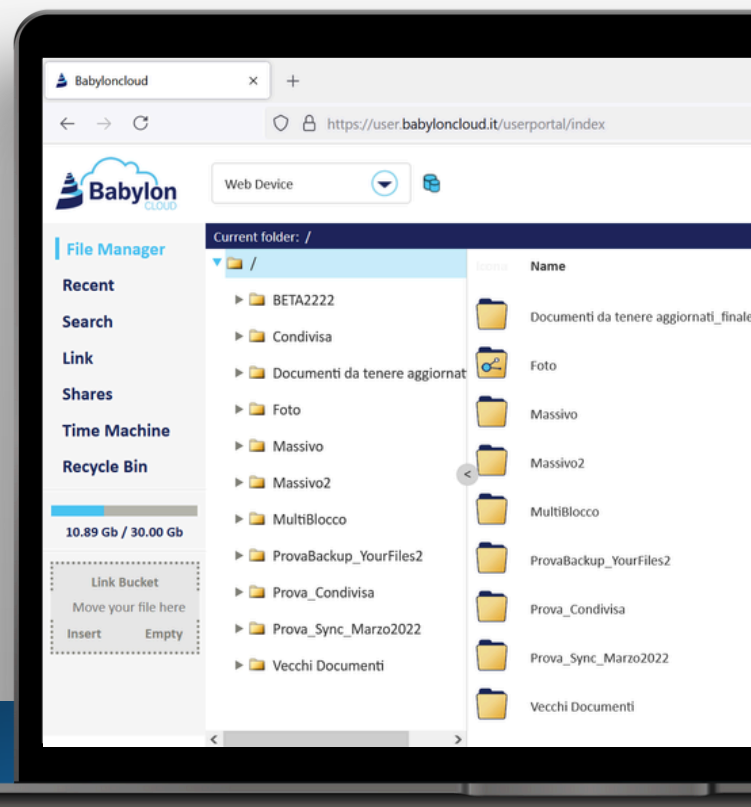 Babyloncloud
https://user.babyloncloud.it/userportal/index
Babylon
CLOUD
Web Device
File Manager
Recent
Search
Link
Shares
Time Machine
Recycle Bin
10.89 Gb / 30.00 Gb
Link Bucket
Move your file here
Insert Empty
Current folder: /
/
BETA2222
Condivisa
Documenti da tenere aggiornat
Foto
Massivo
Massivo2
MultiBlocco
ProvaBackup_YourFiles2
Prova_Condivisa
Prova_Sync_Marzo2022
Vecchi Documenti
Name
Documenti da tenere aggiornati_finale
Foto
Massivo
Massivo2
MultiBlocco
ProvaBackup_YourFiles2
Prova_Condivisa
Prova_Sync_Marzo2022
Vecchi Documenti